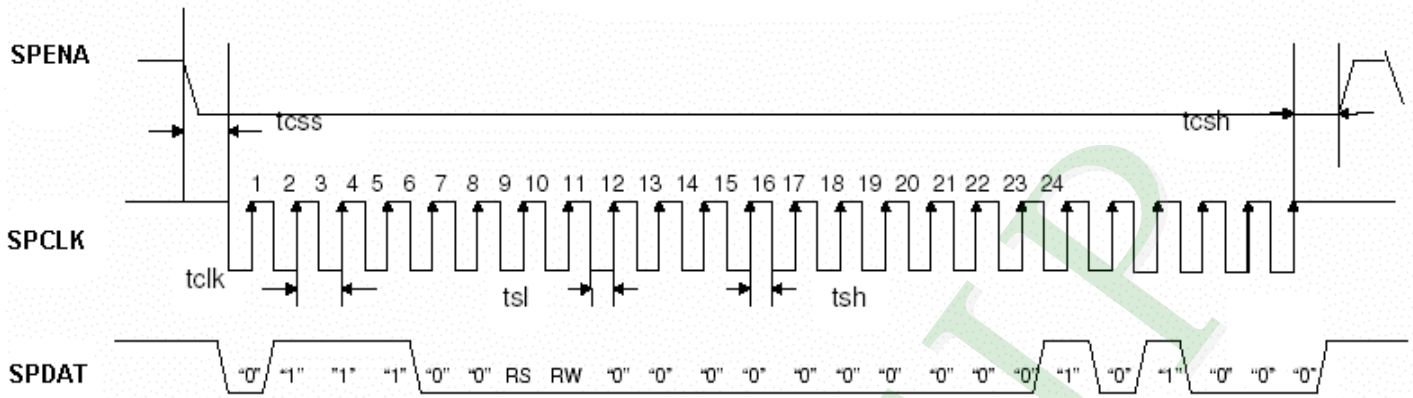 SPENA
tcss
tcsh
1 2 3 4 5 6 7 8 9 10 11 12 13 14 15 16 17 18 19 20 21 22 23 24
SPCLK
tclk
tsl
tsh
SPDAT
“0” “1” ”1” “1” “0” “0” RS RW “0” “0” “0” “0” “0” “0” “0” “0” “0” “0” “1” “0” “1” “0” “0” “0”
P